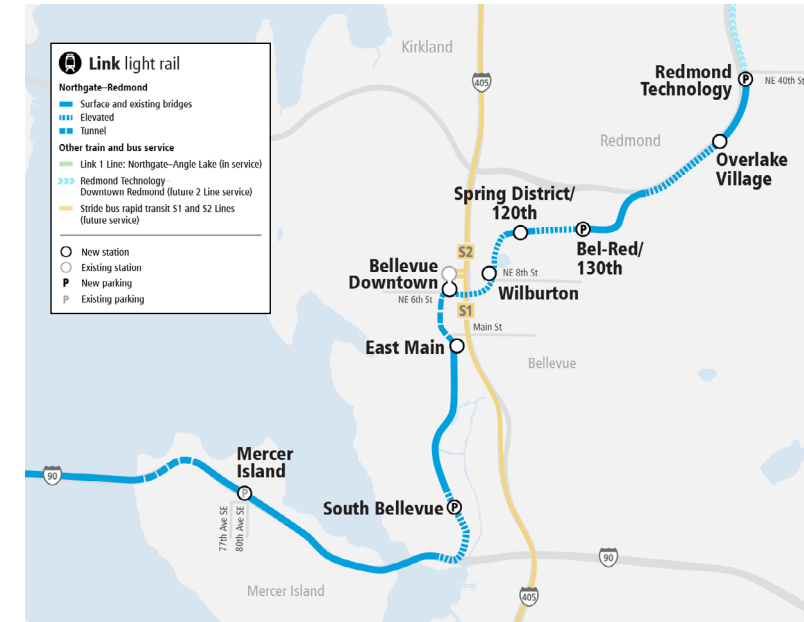 Link light rail
Northgate–Redmond
Surface and existing bridges
Elevated
Tunnel
Other train and bus service
Link 1 Line: Northgate–Angle Lake (in service)
Redmond Technology–
Downtown Redmond (future 2 Line service)
Stride bus rapid transit S1 and S2 Lines
(future service)
New station
Existing station
P New parking
P Existing parking
Kirkland
405
Redmond
Technology
P
NE 40th St
Redmond
Overlake
Village
Spring District/
120th
P
Bel-Red/
130th
S2
Bellevue
Downtown
NE 8th St
Wilburton
NE 6th St
S1
Main St
East Main
Bellevue
Mercer
Island
90
P
77th Ave SE
80th Ave SE
South Bellevue
P
90
Mercer Island
405